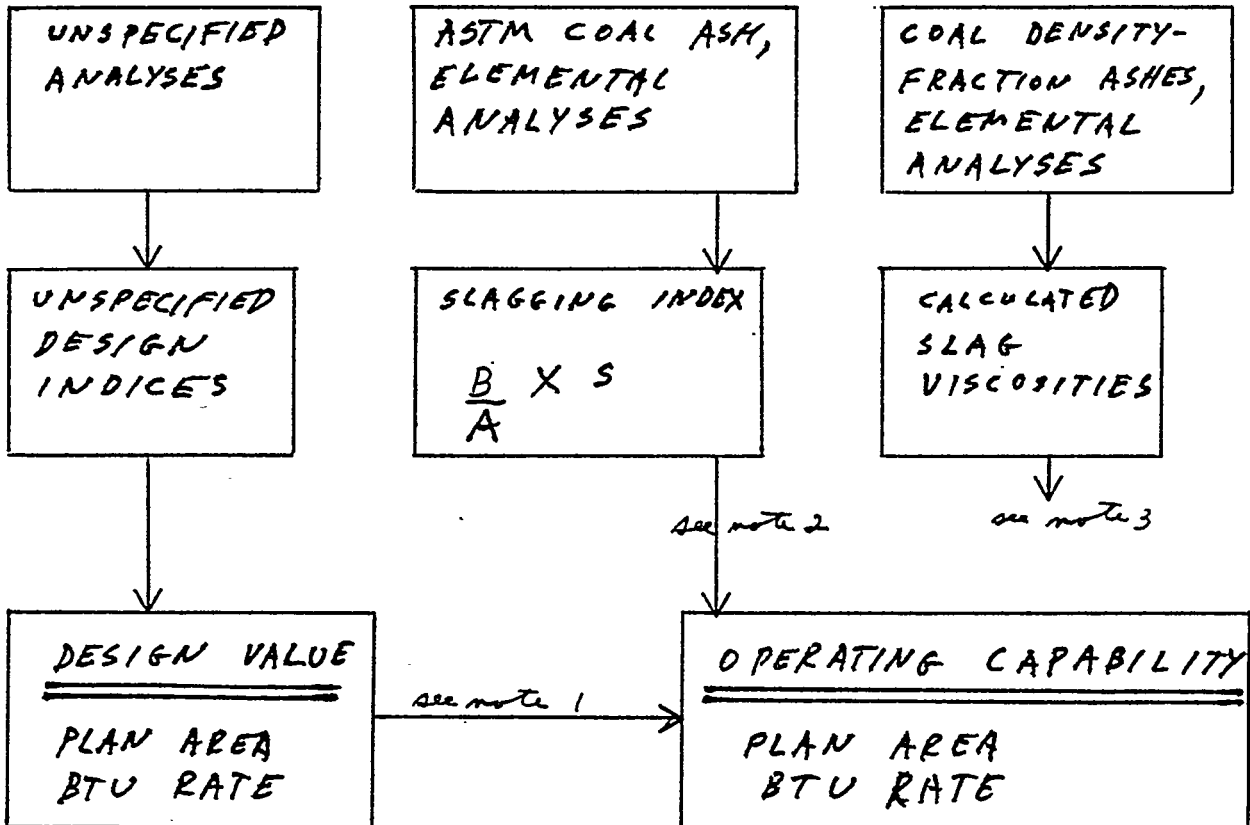 UNSPECIFIED
ANALYSES
ASTM COAL ASH,
ELEMENTAL
ANALYSES
COAL DENSITY-
FRACTION ASHES,
ELEMENTAL
ANALYSES
UNSPECIFIED
DESIGN
INDICES
SLAGGING INDEX
B/A X S
CALCULATED
SLAG
VISCOSITIES
see note 2
see note 3
DESIGN VALUE
PLAN AREA
BTU RATE
see note 1
OPERATING CAPABILITY
PLAN AREA
BTU RATE